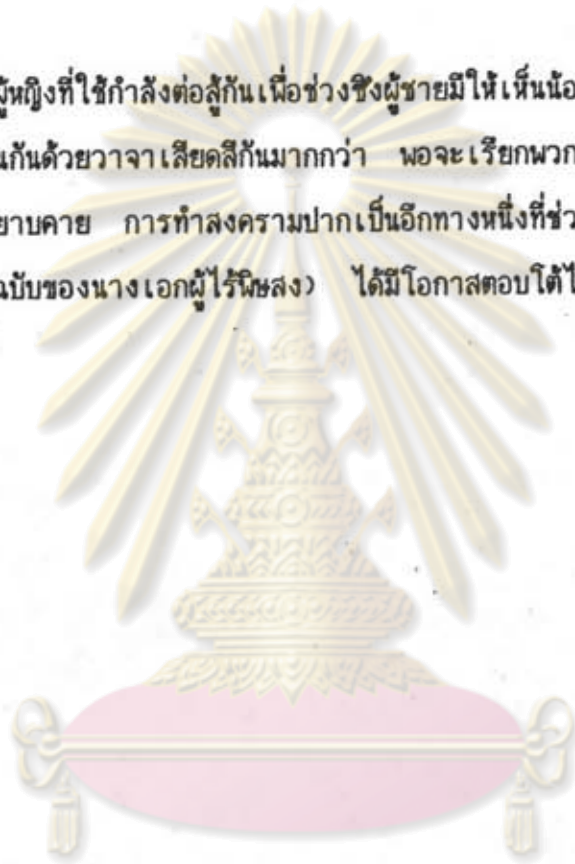 ผู้หญิงที่ใช้กำลังต่อสู้กันเพื่อช่วงชิงผู้ชายมีให้เห็นน้อ
นกันด้วยวาจาเสียดสีกันมากกว่า พอจะเรียกพวก
ยาบคาย การทำสงครามปากเป็นอีกทางหนึ่งที่ช่ว
ฉบับของนางเอกผู้ไร้พิษสง) ได้มีโอกาสตอบโต้ไ